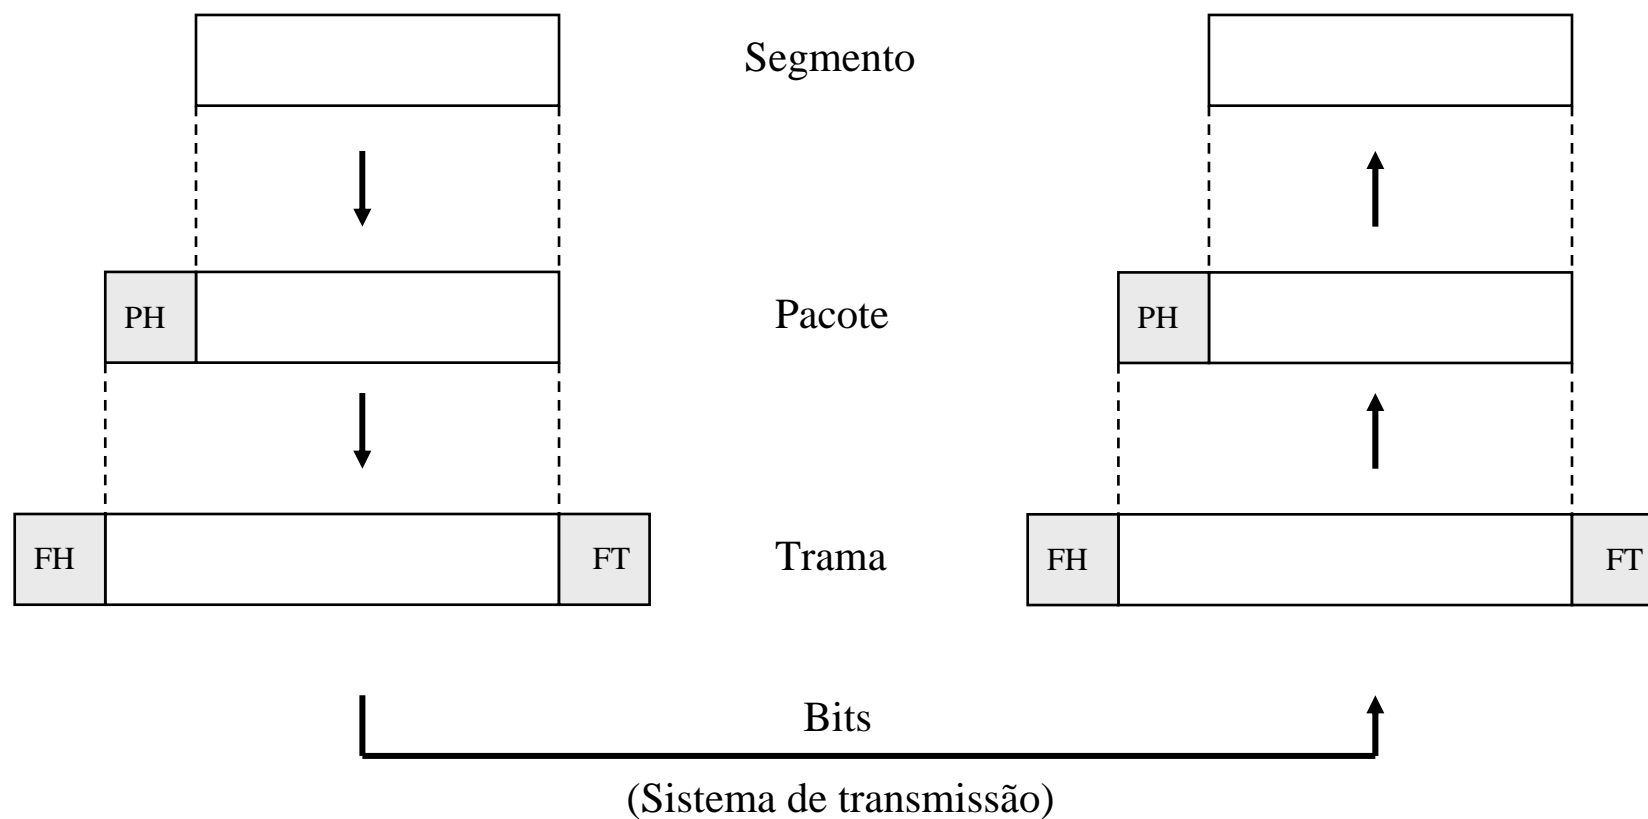 Segmento
PH
Pacote
PH
FH
FT
Trama
FH
FT
Bits
(Sistema de transmissão)